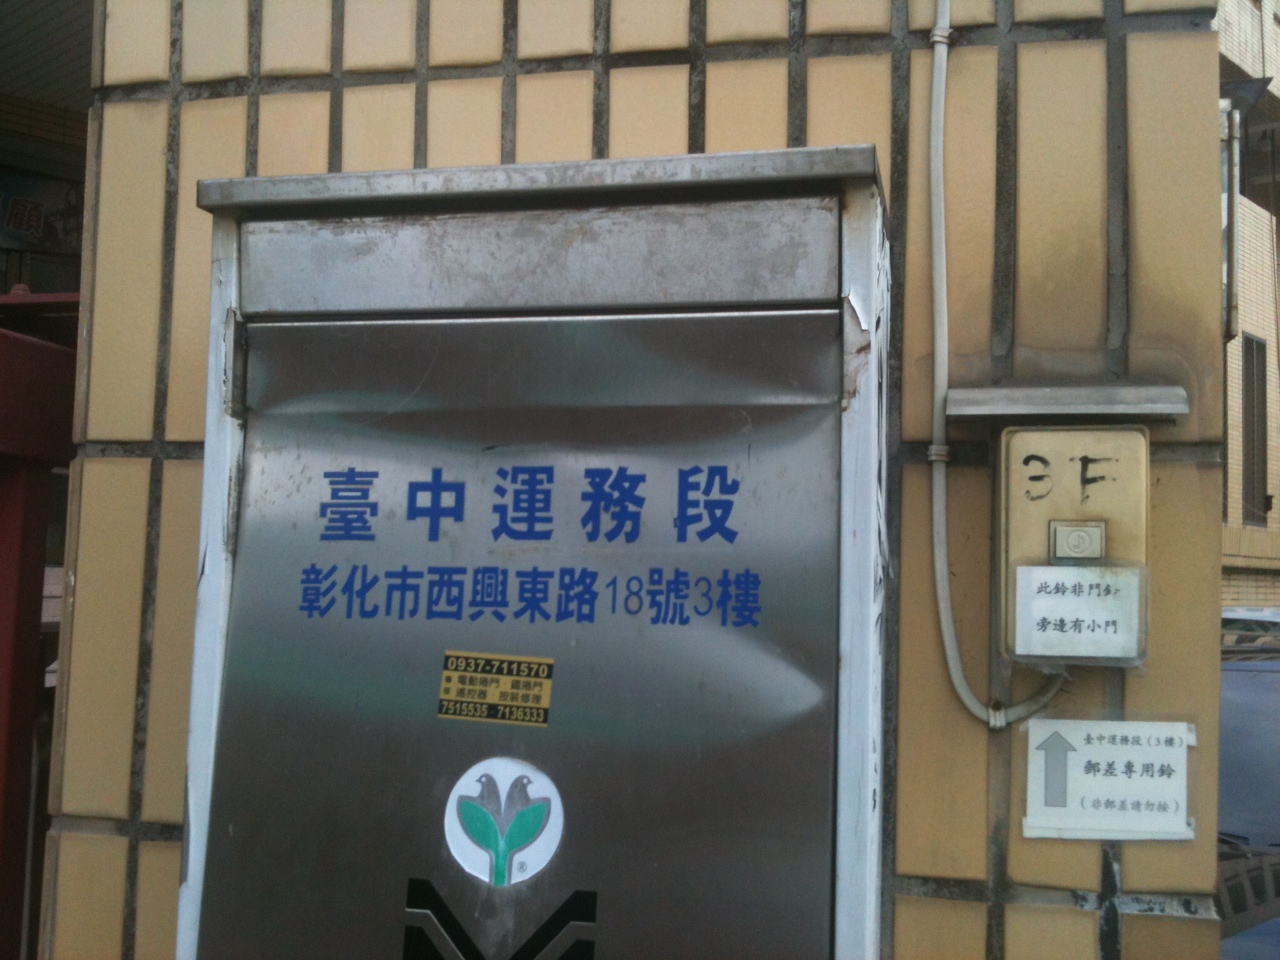 臺中運務段
彰化市西興東路18號3樓
0937-711570
電動捲門 鐵捲門
遙控器 按裝修理
7515535 7136333
®
3F
此鈴非門鈴
旁邊有小門
臺中運務段(3樓)
郵差專用鈴
(非郵差請勿按)
顧